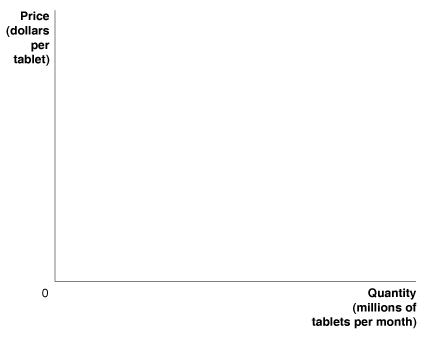 Price
(dollars
per
tablet)
0
Quantity
(millions of
tablets per month)